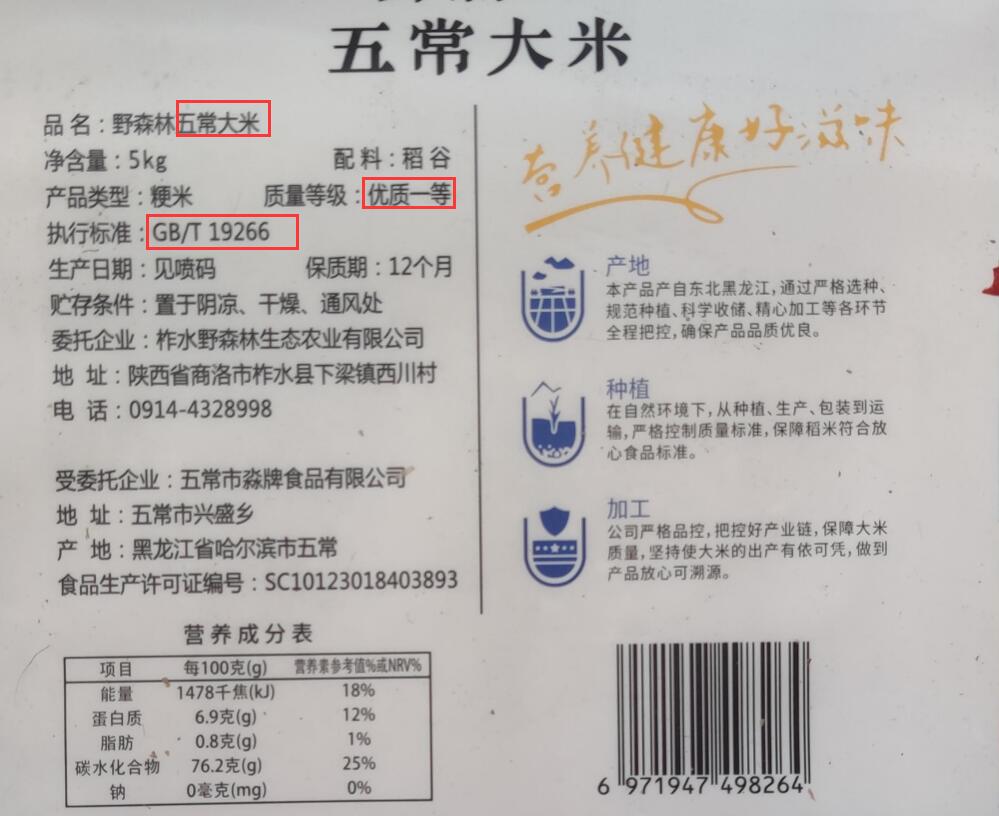 五常大米
品名：野森林五常大米
净含量：5kg 配料：稻谷
产品类型：粳米 质量等级：优质一等
执行标准：GB/T 19266
生产日期：见喷码 保质期：12个月
贮存条件：置于阴凉、干燥、通风处
委托企业：柞水野森林生态农业有限公司
地 址：陕西省商洛市柞水县下梁镇西川村
电 话：0914-4328998
受委托企业：五常市淼牌食品有限公司
地 址：五常市兴盛乡
产 地：黑龙江省哈尔滨市五常
食品生产许可证编号：SC10123018403893
营养成分表
项目 每100克(g) 营养素参考值%或NRV%
能量 1478千焦(kJ) 18%
蛋白质 6.9克(g) 12%
脂肪 0.8克(g) 1%
碳水化合物 76.2克(g) 25%
钠 0毫克(mg) 0%
营养健康好滋味
产地
本产品产自东北黑龙江，通过严格选种、
规范种植、科学收储、精心加工等各环节
全程把控，确保产品品质优良。
种植
在自然环境下，从种植、生产、包装到运
输，严格控制质量标准，保障稻米符合放
心食品标准。
加工
公司严格品控，把控好产业链，保障大米
质量，坚持使大米的出产有依可凭，做到
产品放心可溯源。
6 971947 498264